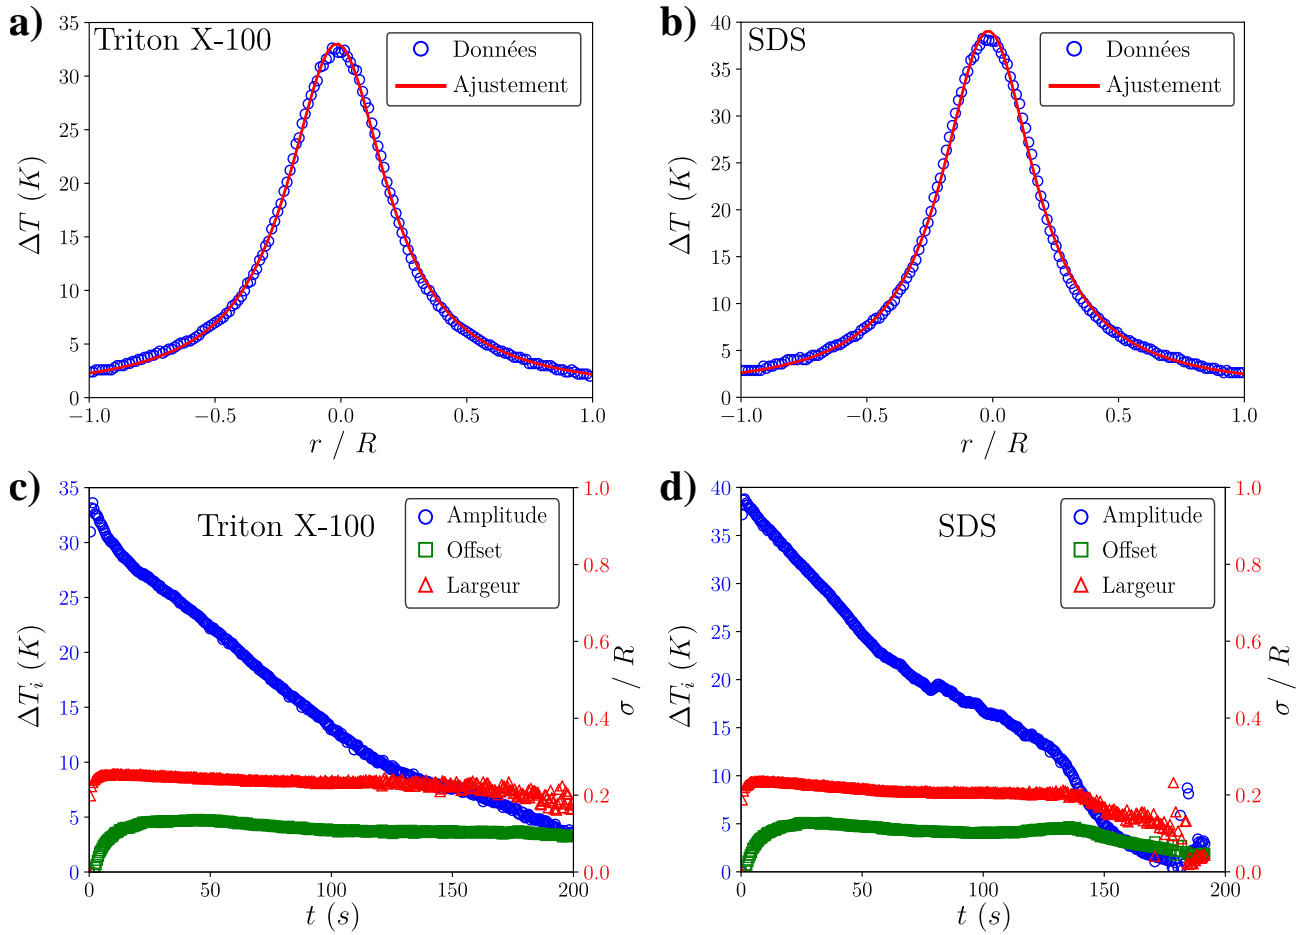 a)
Triton X-100
Données
Ajustement
35
30
25
20
15
10
5
0
ΔT (K)
−1.0 −0.5 0.0 0.5 1.0
r / R
b)
SDS
Données
Ajustement
40
35
30
25
20
15
10
5
0
ΔT (K)
−1.0 −0.5 0.0 0.5 1.0
r / R
c)
Triton X-100
Amplitude
Offset
Largeur
35
30
25
20
15
10
5
0
ΔT_i (K)
1.0
0.8
0.6
0.4
0.2
0.0
σ / R
0 50 100 150 200
t (s)
d)
SDS
Amplitude
Offset
Largeur
40
35
30
25
20
15
10
5
0
ΔT_i (K)
1.0
0.8
0.6
0.4
0.2
0.0
σ / R
0 50 100 150 200
t (s)